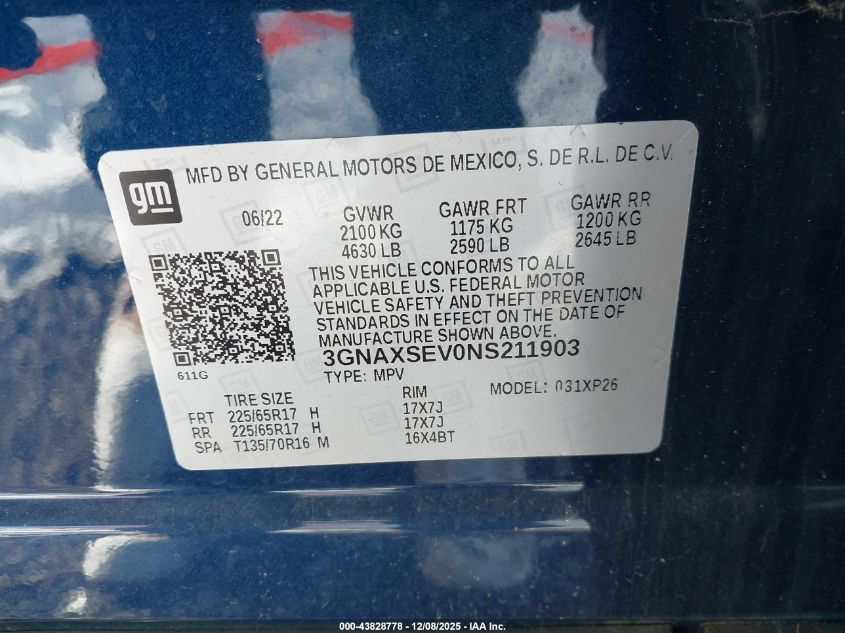 gm
MFD BY GENERAL MOTORS DE MEXICO, S. DE R.L. DE C.V.
06/22 GVWR GAWR FRT GAWR RR
2100 KG 1175 KG 1200 KG
4630 LB 2590 LB 2645 LB
THIS VEHICLE CONFORMS TO ALL
APPLICABLE U.S. FEDERAL MOTOR
VEHICLE SAFETY AND THEFT PREVENTION
STANDARDS IN EFFECT ON THE DATE OF
MANUFACTURE SHOWN ABOVE.
3GNAXSEV0NS211903
611G
TYPE: MPV
MODEL: 031XP26
TIRE SIZE RIM
FRT 225/65R17 H 17X7J
RR 225/65R17 H 17X7J
SPA T135/70R16 M 16X4BT
000-43828778 - 12/08/2025 - IAA Inc.